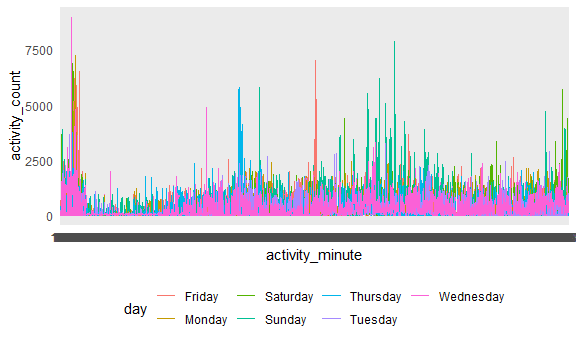 7500
5000
2500
0
activity_count
activity_minute
day
Friday Saturday Thursday Wednesday
Monday Sunday Tuesday